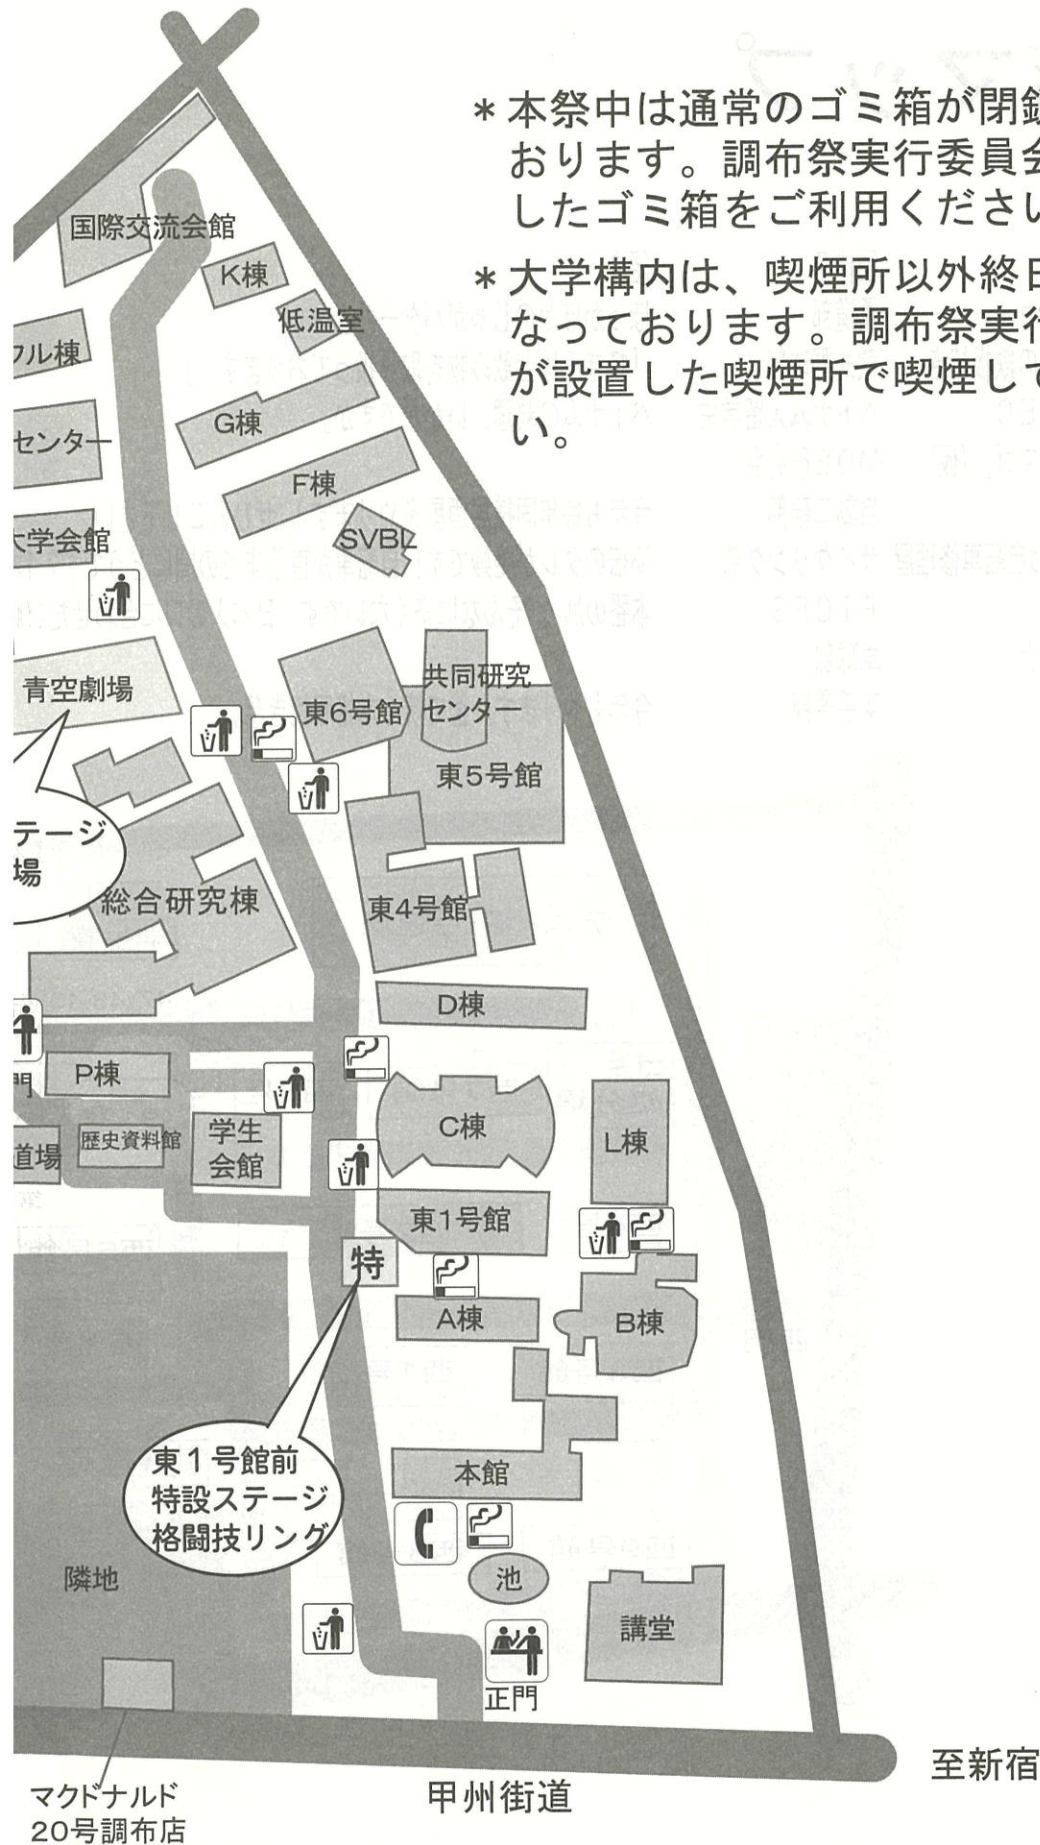 ＊本祭中は通常のゴミ箱が閉鎖
おります。調布祭実行委員会
したゴミ箱をご利用ください
＊大学構内は、喫煙所以外終日
なっております。調布祭実行
が設置した喫煙所で喫煙して
い。
国際交流会館
K棟
低温室
フル棟
G棟
センター
F棟
大学会館
SVBL
青空劇場
東6号館
共同研究
センター
東5号館
テージ
場
総合研究棟
東4号館
D棟
P棟
門
C棟
L棟
道場
歴史資料館
学生
会館
東1号館
特
A棟
B棟
東１号館前
特設ステージ
格闘技リング
本館
隣地
池
講堂
正門
至新宿
甲州街道
マクドナルド
20号調布店